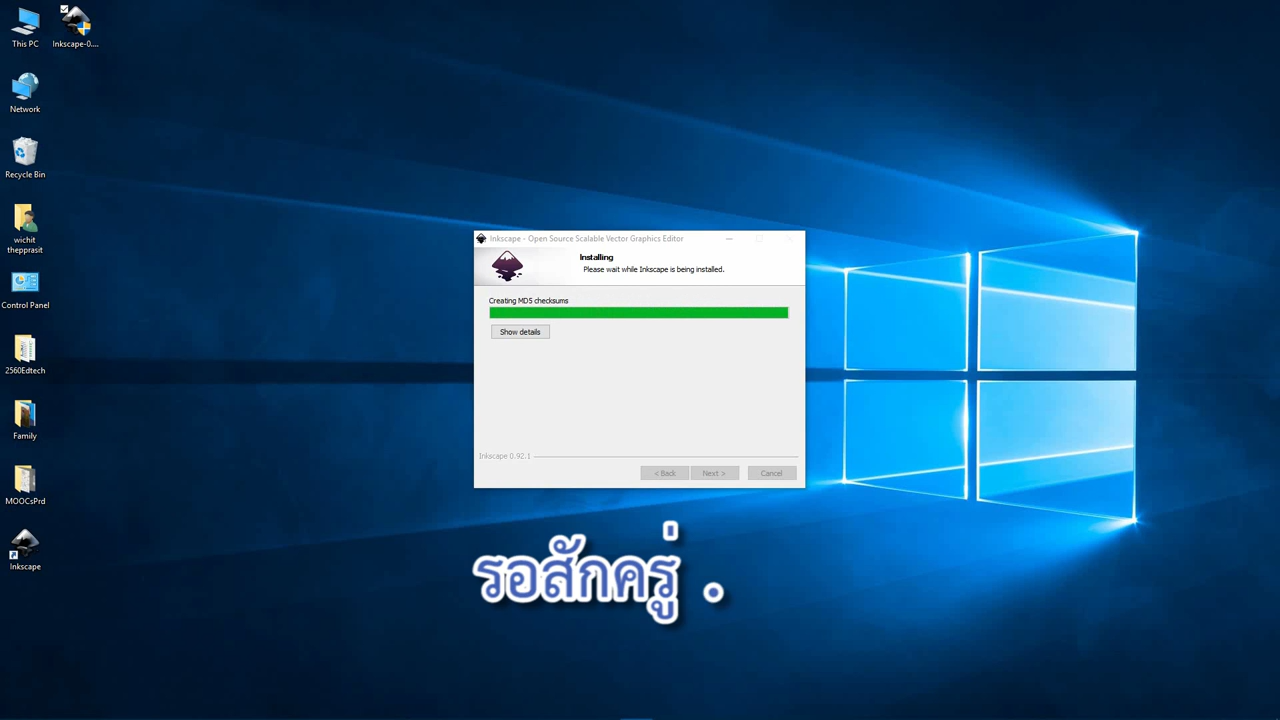 This PC
Inkscape-0....
Network
Recycle Bin
wichit
thepprasit
Control Panel
2560Edtech
Family
MOOCsPrd
Inkscape
Inkscape - Open Source Scalable Vector Graphics Editor
Installing
Please wait while Inkscape is being installed.
Creating MD5 checksums
Show details
Inkscape 0.92.1
< Back
Next >
Cancel
รอสักครู่ .